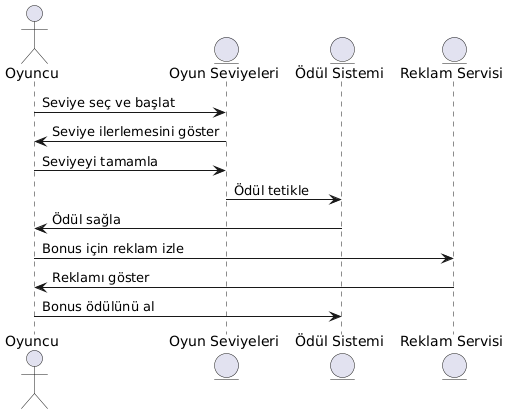 Oyuncu
Oyun Seviyeleri
Ödül Sistemi
Reklam Servisi
Seviye seç ve başlat
Seviye ilerlemesini göster
Seviyeyi tamamla
Ödül tetikle
Ödül sağla
Bonus için reklam izle
Reklamı göster
Bonus ödülünü al
Oyuncu
Oyun Seviyeleri
Ödül Sistemi
Reklam Servisi